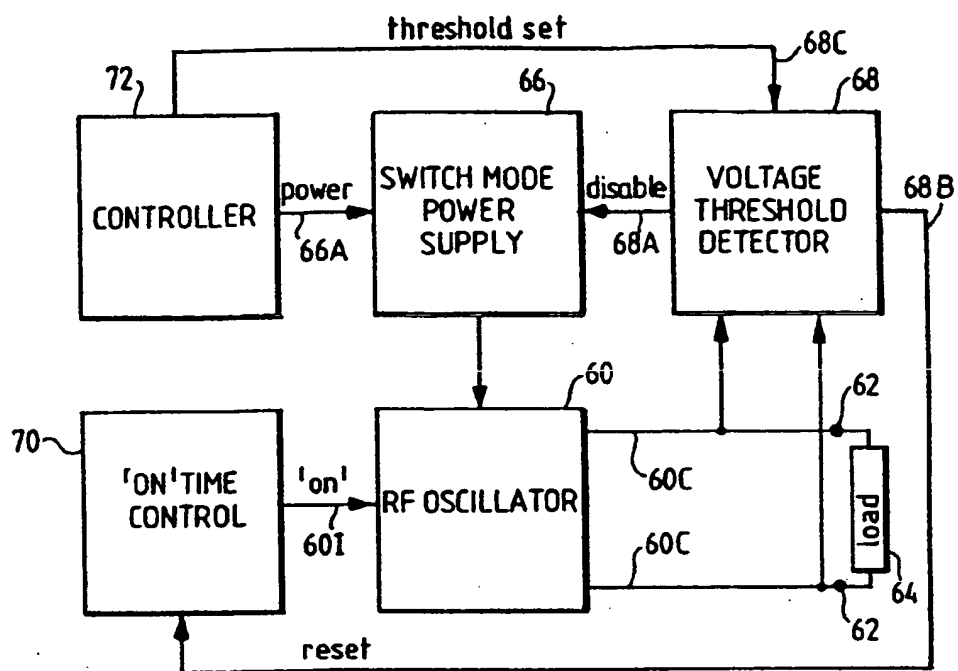 threshold set
68C
72
66
68
CONTROLLER
power
66A
SWITCH MODE
POWER
SUPPLY
disable
68A
VOLTAGE
THRESHOLD
DETECTOR
68B
60
62
70
'ON' TIME
CONTROL
'on'
60I
RF OSCILLATOR
60C
60C
load
64
62
reset